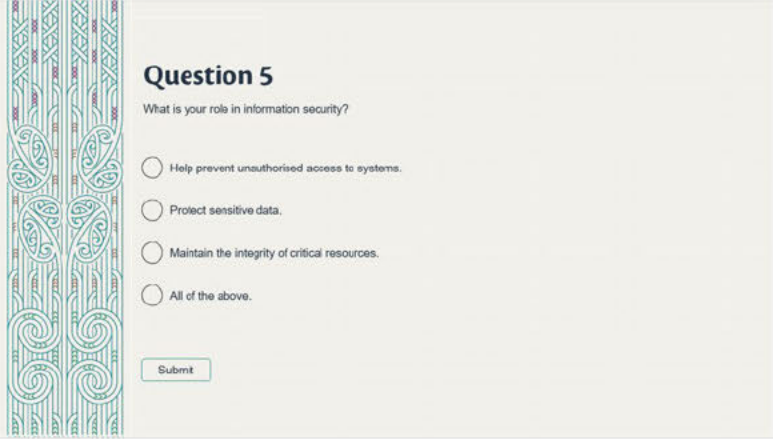 Question 5
What is your role in information security?
Help prevent unauthorised access to systems.
Protect sensitive data.
Maintain the integrity of critical resources.
All of the above.
Submit